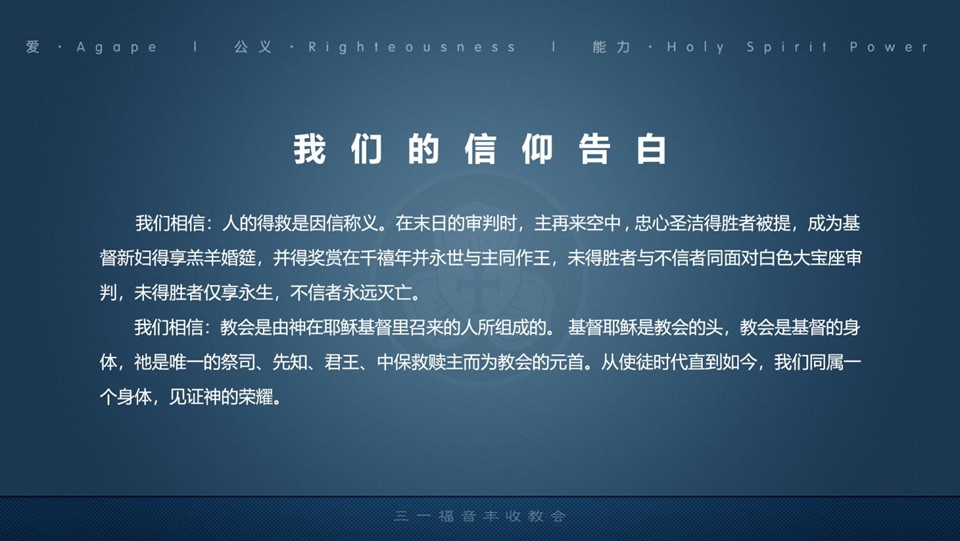 爱·Agape | 公义·Righteousness | 能力·Holy Spirit Power
我们的信仰告白
我们相信：人的得救是因信称义。在末日的审判时，主再来空中，忠心圣洁得胜者被提，成为基
督新妇得享羔羊婚筵，并得奖赏在千禧年并永世与主同作王，未得胜者与不信者同面对白色大宝座审
判，未得胜者仅享永生，不信者永远灭亡。
我们相信：教会是由神在耶稣基督里召来的人所组成的。 基督耶稣是教会的头，教会是基督的身
体，祂是唯一的祭司、先知、君王、中保救赎主而为教会的元首。从使徒时代直到如今，我们同属一
个身体，见证神的荣耀。
三一福音丰收教会